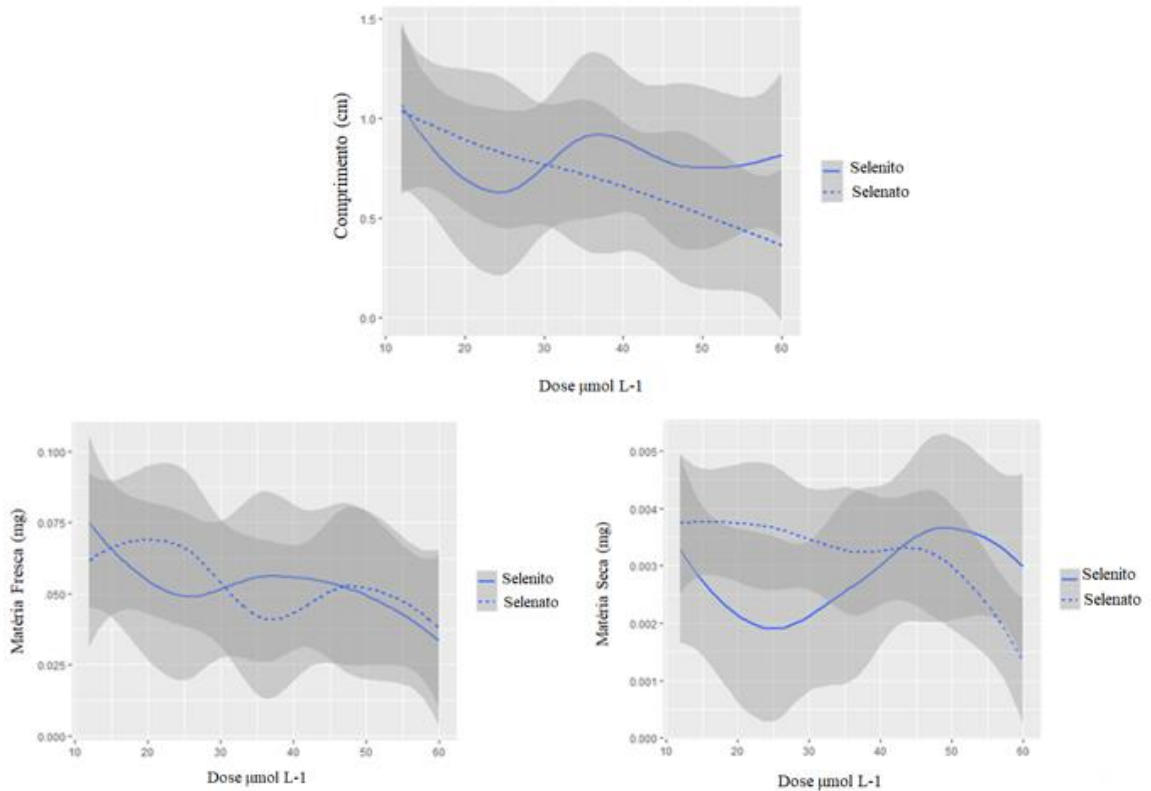 Comprimento (cm)
1.5
1.0
0.5
0.0
10 20 30 40 50 60
Dose μmol L-1
Selenito
Selenato
Matéria Fresca (mg)
0.100
0.075
0.050
0.025
0.000
10 20 30 40 50 60
Dose μmol L-1
Selenito
Selenato
Matéria Seca (mg)
0.005
0.004
0.003
0.002
0.001
0.000
10 20 30 40 50 60
Dose μmol L-1
Selenito
Selenato